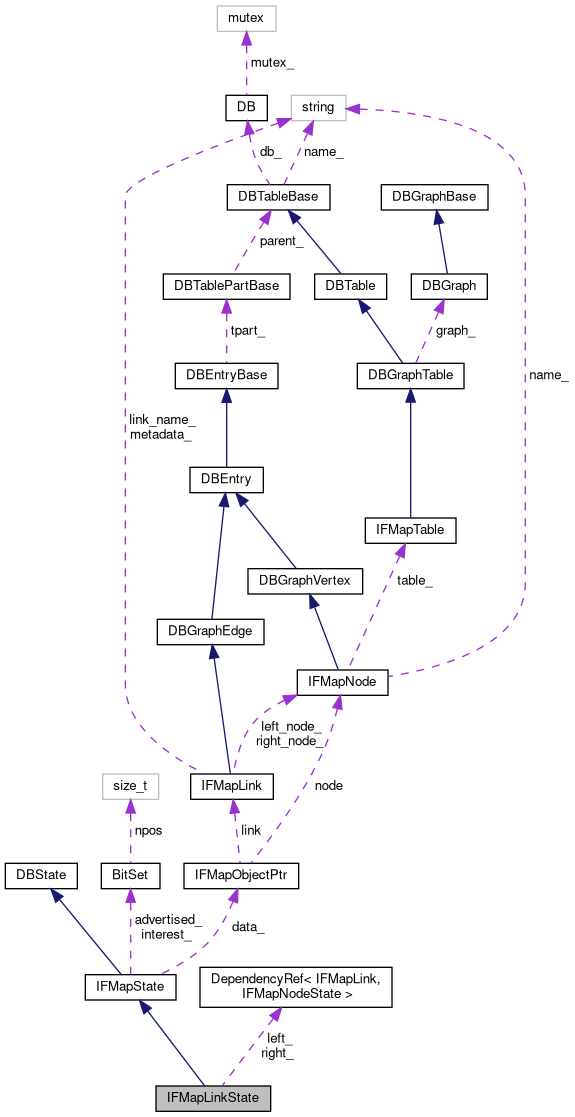 mutex
mutex_
DB
string
db_
name_
DBTableBase
DBGraphBase
parent_
DBTablePartBase
DBTable
DBGraph
tpart_
graph_
DBEntryBase
DBGraphTable
name_
link_name_
metadata_
DBEntry
IFMapTable
DBGraphVertex
table_
DBGraphEdge
IFMapNode
left_node_
right_node_
size_t
IFMapLink
node
npos
link
DBState
BitSet
IFMapObjectPtr
advertised_
interest_
data_
IFMapState
DependencyRef< IFMapLink,
IFMapNodeState >
left_
right_
IFMapLinkState